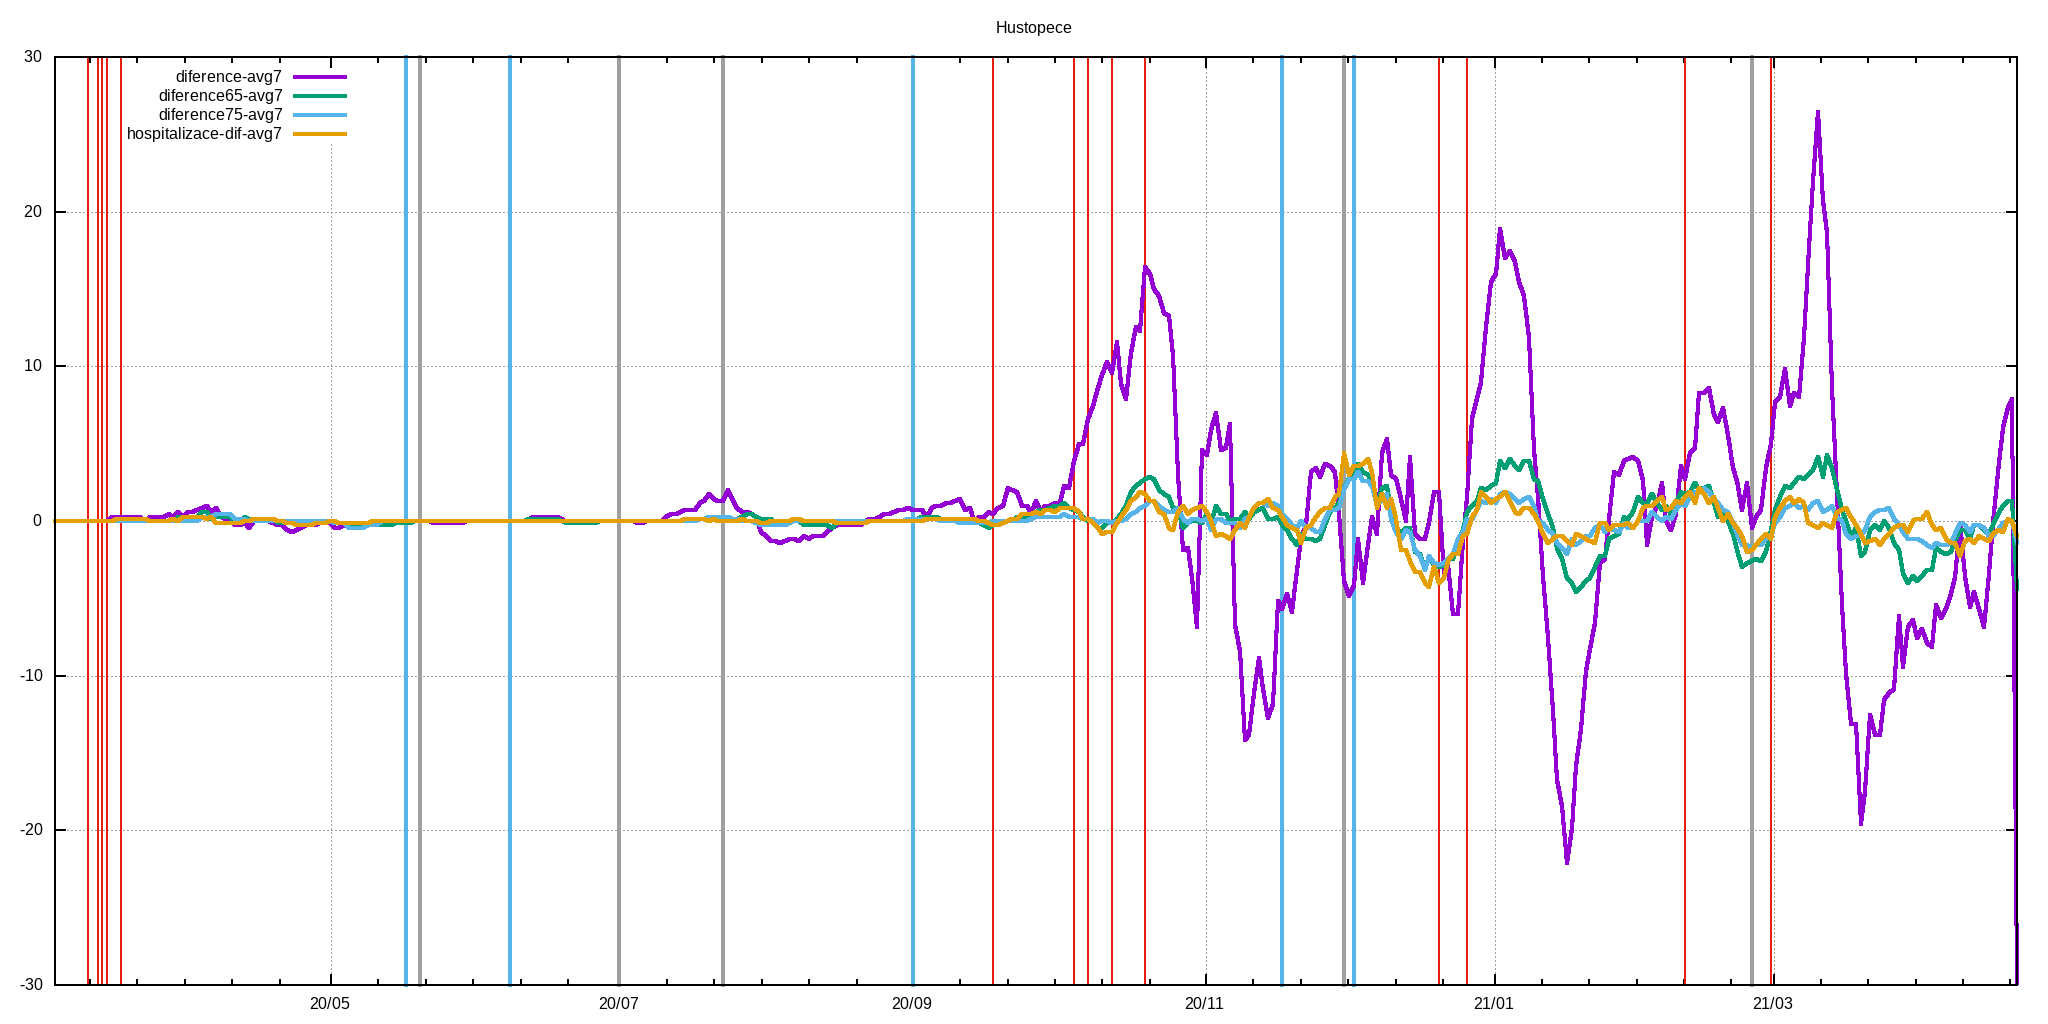 Hustopece
30
diference-avg7
diference65-avg7
diference75-avg7
hospitalizace-dif-avg7
20
10
0
-10
-20
-30
20/05
20/07
20/09
20/11
21/01
21/03